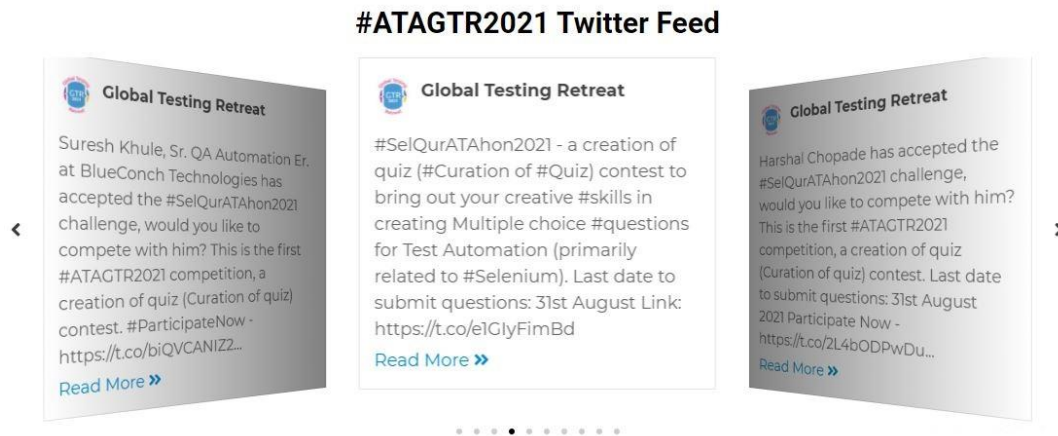 #ATAGTR2021 Twitter Feed
Global Testing Retreat
Suresh Khule, Sr. QA Automation Er.
at BlueConch Technologies has
accepted the #SelQurATAhon2021
challenge, would you like to
compete with him? This is the first
#ATAGTR2021 competition, a
creation of quiz (Curation of quiz)
contest. #ParticipateNow -
https://t.co/biQVCANIZ2...
Read More »
Global Testing Retreat
#SelQurATAhon2021 - a creation of
quiz (#Curation of #Quiz) contest to
bring out your creative #skills in
creating Multiple choice #questions
for Test Automation (primarily
related to #Selenium). Last date to
submit questions: 31st August Link:
https://t.co/e1GIyFimBd
Read More »
Global Testing Retreat
Harshal Chopade has accepted the
#SelQurATAhon2021 challenge,
would you like to compete with him?
This is the first #ATAGTR2021
competition, a creation of quiz
(Curation of quiz) contest. Last date
to submit questions: 31st August
2021 Participate Now -
https://t.co/2L4bODPwDu...
Read More »